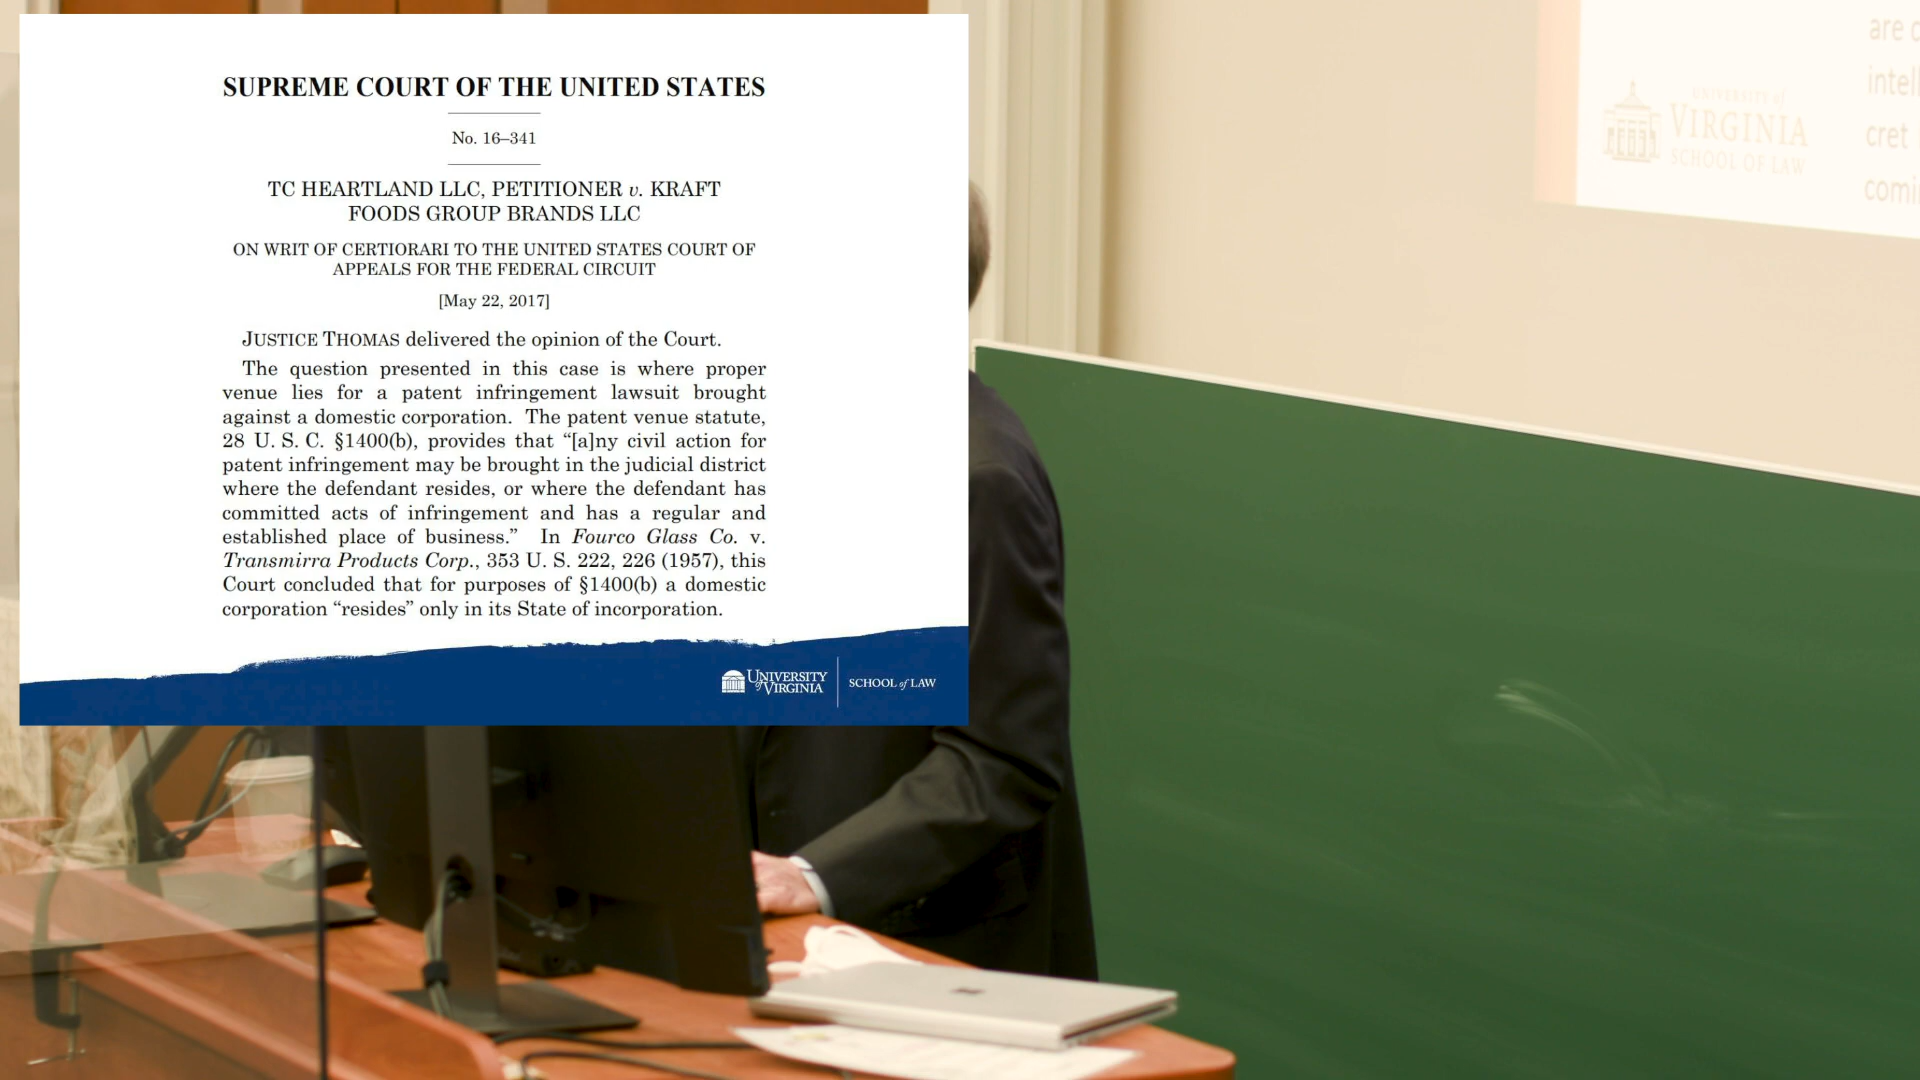 SUPREME COURT OF THE UNITED STATES
No. 16–341
TC HEARTLAND LLC, PETITIONER v. KRAFT
FOODS GROUP BRANDS LLC
ON WRIT OF CERTIORARI TO THE UNITED STATES COURT OF
APPEALS FOR THE FEDERAL CIRCUIT
[May 22, 2017]
JUSTICE THOMAS delivered the opinion of the Court.
The question presented in this case is where proper
venue lies for a patent infringement lawsuit brought
against a domestic corporation. The patent venue statute,
28 U. S. C. §1400(b), provides that “[a]ny civil action for
patent infringement may be brought in the judicial district
where the defendant resides, or where the defendant has
committed acts of infringement and has a regular and
established place of business.” In Fourco Glass Co. v.
Transmirra Products Corp., 353 U. S. 222, 226 (1957), this
Court concluded that for purposes of §1400(b) a domestic
corporation “resides” only in its State of incorporation.
UNIVERSITY
of VIRGINIA
SCHOOL of LAW
UNIVERSITY of
VIRGINIA
SCHOOL OF LAW
are
intell
cret
comi